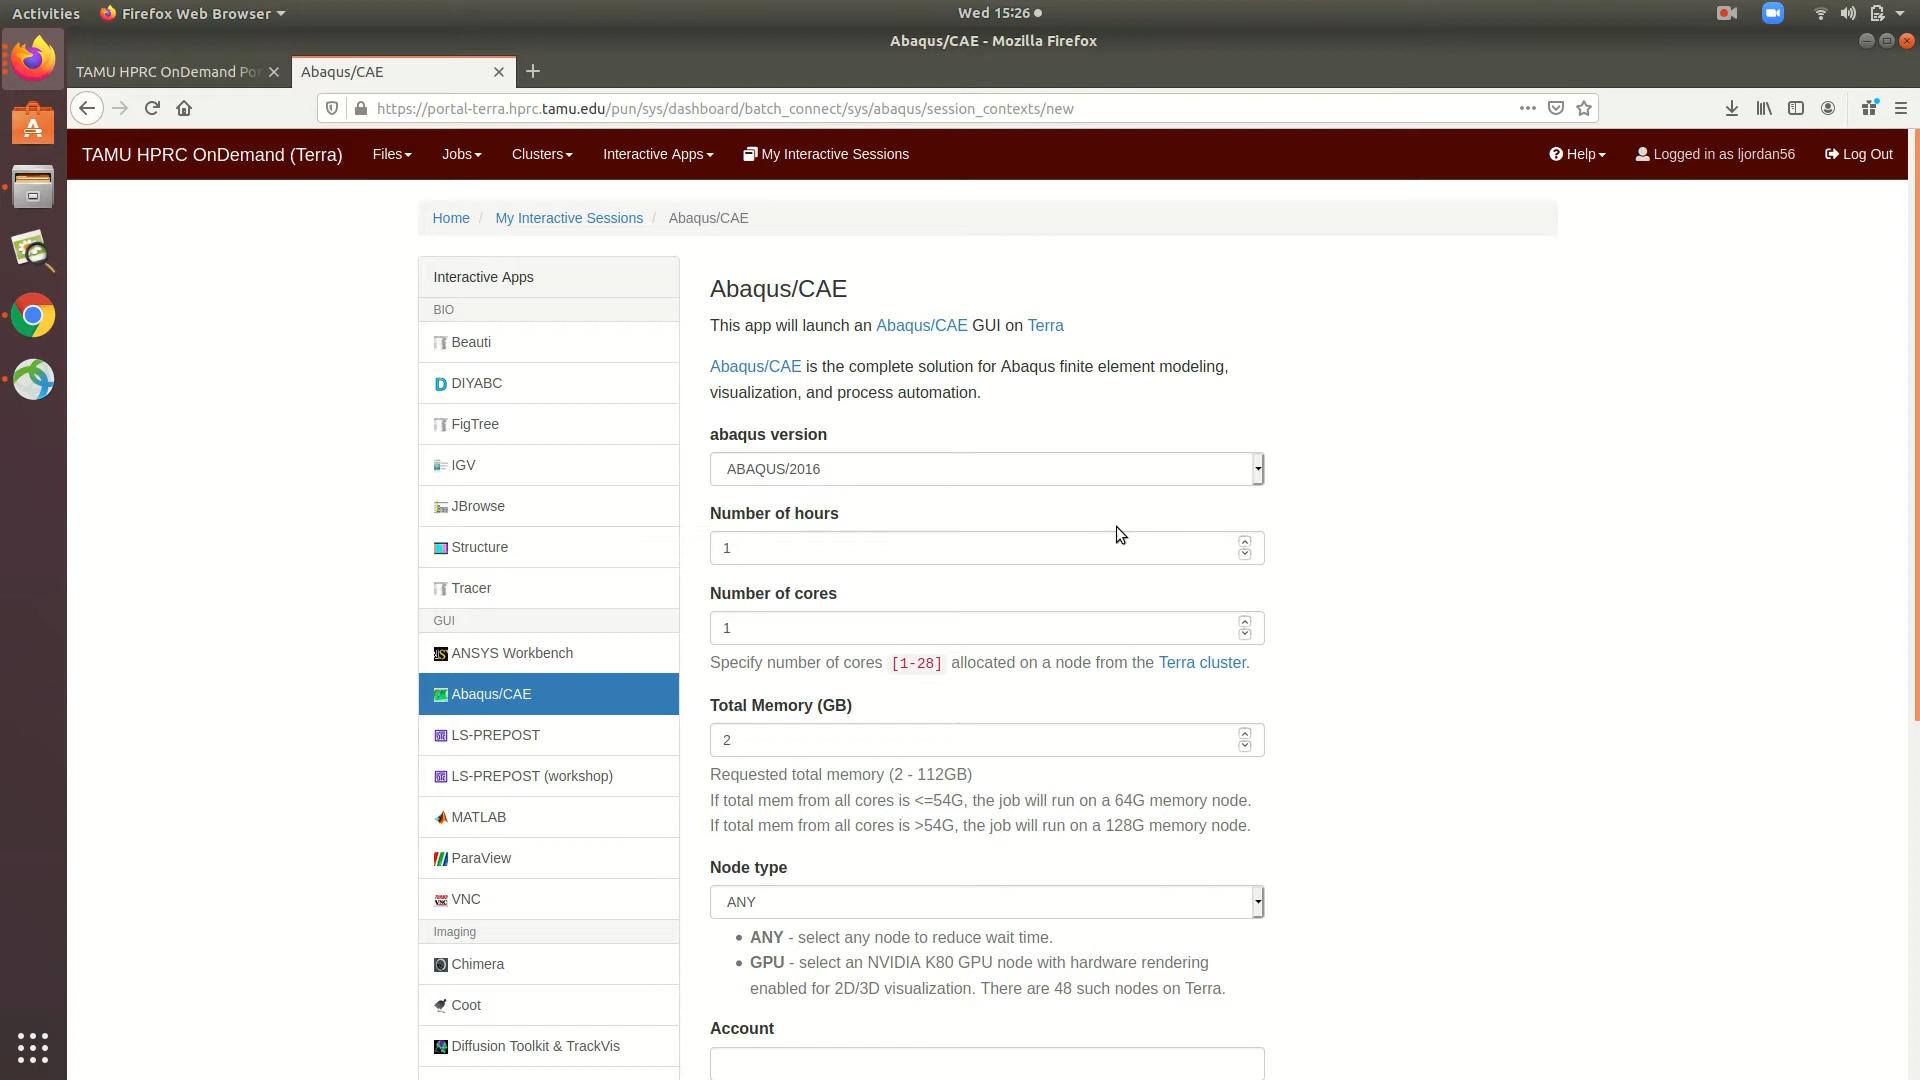 Activities
Firefox Web Browser
Wed 15:26
Abaqus/CAE - Mozilla Firefox
TAMU HPRC OnDemand Po
Abaqus/CAE
https://portal-terra.hprc.tamu.edu/pun/sys/dashboard/batch_connect/sys/abaqus/session_contexts/new
TAMU HPRC OnDemand (Terra)
Files
Jobs
Clusters
Interactive Apps
My Interactive Sessions
Help
Logged in as ljordan56
Log Out
Home / My Interactive Sessions / Abaqus/CAE
Interactive Apps
BIO
Beauti
DIYABC
FigTree
IGV
JBrowse
Structure
Tracer
GUI
ANSYS Workbench
Abaqus/CAE
LS-PREPOST
LS-PREPOST (workshop)
MATLAB
ParaView
VNC
Imaging
Chimera
Coot
Diffusion Toolkit & TrackVis
Abaqus/CAE
This app will launch an Abaqus/CAE GUI on Terra
Abaqus/CAE is the complete solution for Abaqus finite element modeling,
visualization, and process automation.
abaqus version
ABAQUS/2016
Number of hours
1
Number of cores
1
Specify number of cores [1-28] allocated on a node from the Terra cluster.
Total Memory (GB)
2
Requested total memory (2 - 112GB)
If total mem from all cores is <=54G, the job will run on a 64G memory node.
If total mem from all cores is >54G, the job will run on a 128G memory node.
Node type
ANY
• ANY - select any node to reduce wait time.
• GPU - select an NVIDIA K80 GPU node with hardware rendering
enabled for 2D/3D visualization. There are 48 such nodes on Terra.
Account